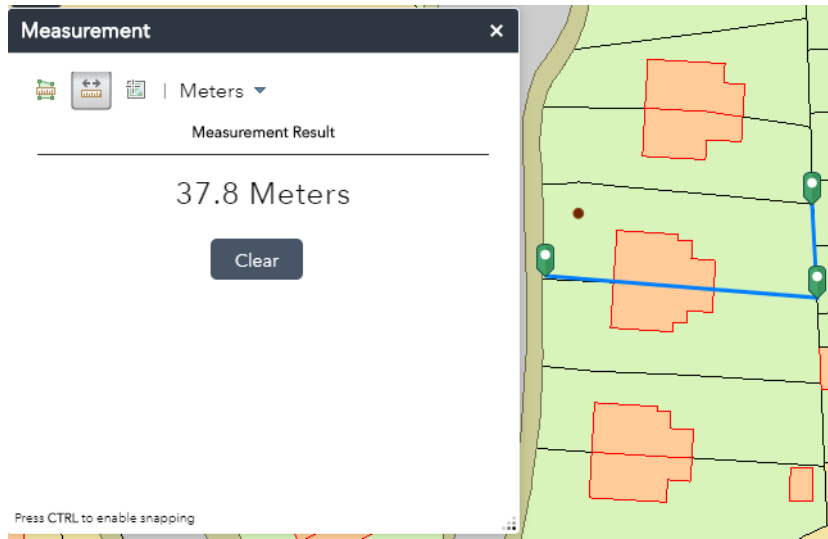 Measurement
| Meters
Measurement Result
37.8 Meters
Clear
Press CTRL to enable snapping